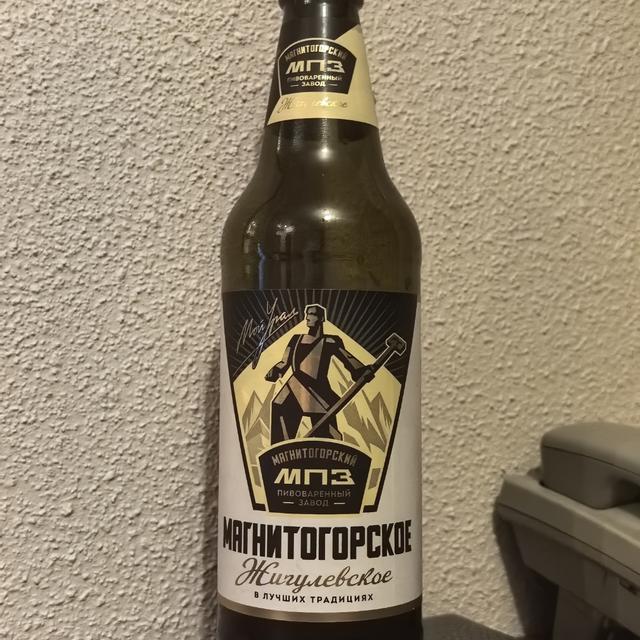 МАГНИТОГОРСКИЙ
МПЗ
ПИВОВАРЕННЫЙ
ЗАВОД
Жигулевское
Мой Урал
МАГНИТОГОРСКИЙ
МПЗ
ПИВОВАРЕННЫЙ
ЗАВОД
МАГНИТОГОРСКОЕ
Жигулевское
В ЛУЧШИХ ТРАДИЦИЯХ